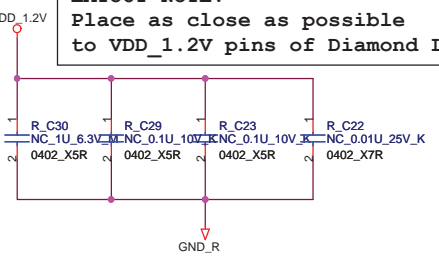 Place as close as possible
to VDD_1.2V pins of Diamond
DD_1.2V
1
1
1
1
R_C30
NC_1U_6.3V_M
0402_X5R
R_C29
NC_0.1U_10V_K
0402_X5R
R_C23
NC_0.1U_10V_K
0402_X5R
R_C22
NC_0.01U_25V_K
0402_X7R
2
2
2
2
GND_R